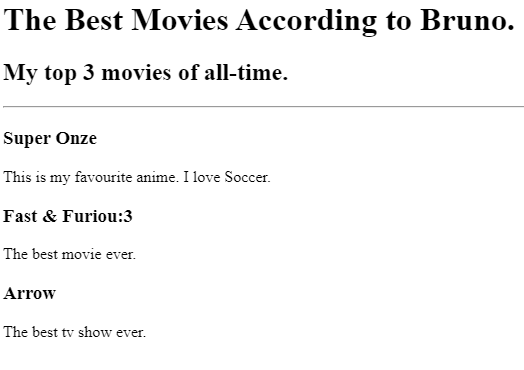 The Best Movies According to Bruno.
My top 3 movies of all-time.
Super Onze
This is my favourite anime. I love Soccer.
Fast & Furiou:3
The best movie ever.
Arrow
The best tv show ever.